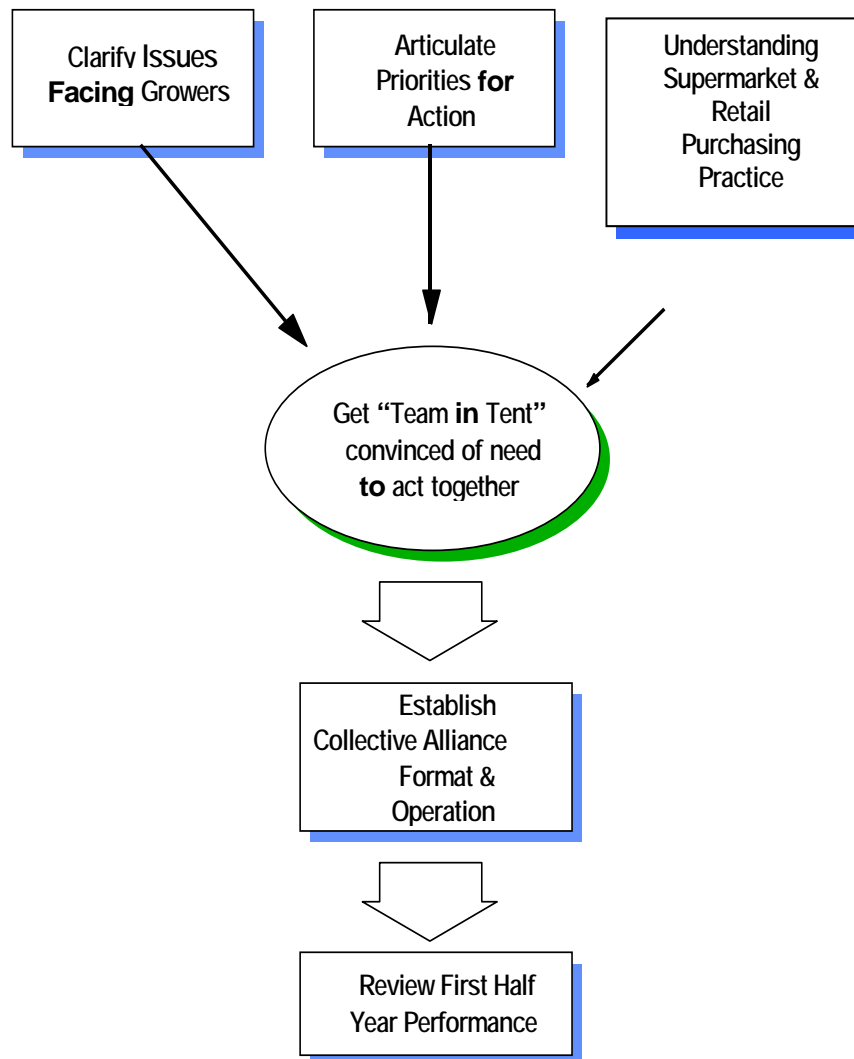 Clarify Issues
Facing Growers
Articulate
Priorities for
Action
Understanding
Supermarket &
Retail
Purchasing
Practice
Get “Team in Tent”
convinced of need
to act together
Establish
Collective Alliance
Format &
Operation
Review First Half
Year Performance